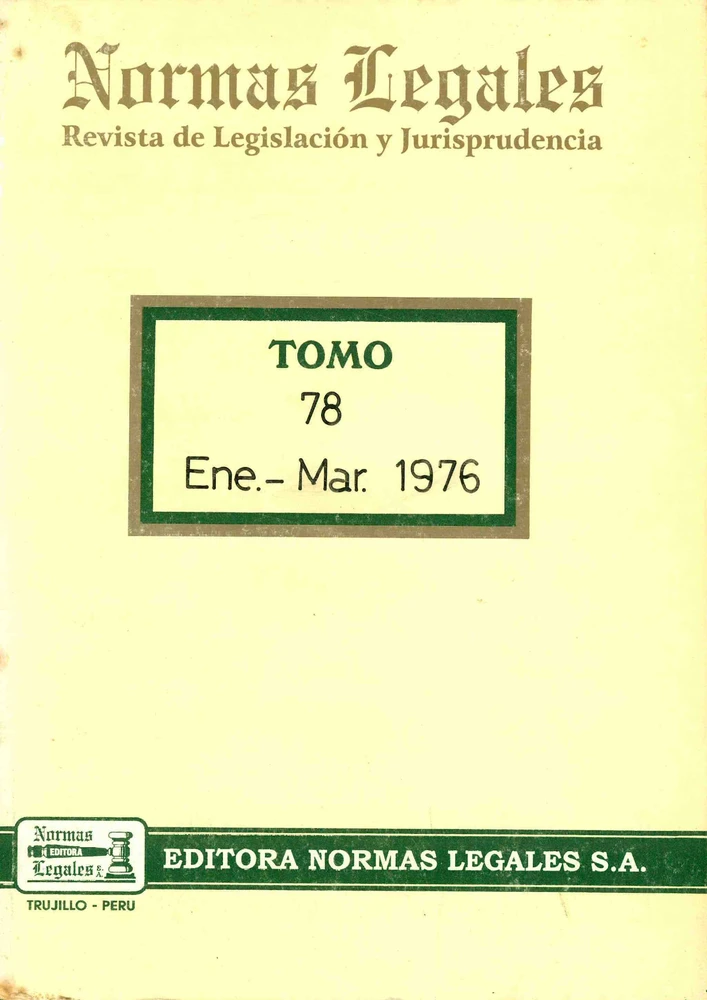 Normas Legales
Revista de Legislación y Jurisprudencia
TOMO
78
Ene.- Mar. 1976
Normas
EDITORA
Legales S.A.
EDITORA NORMAS LEGALES S.A.
TRUJILLO - PERU